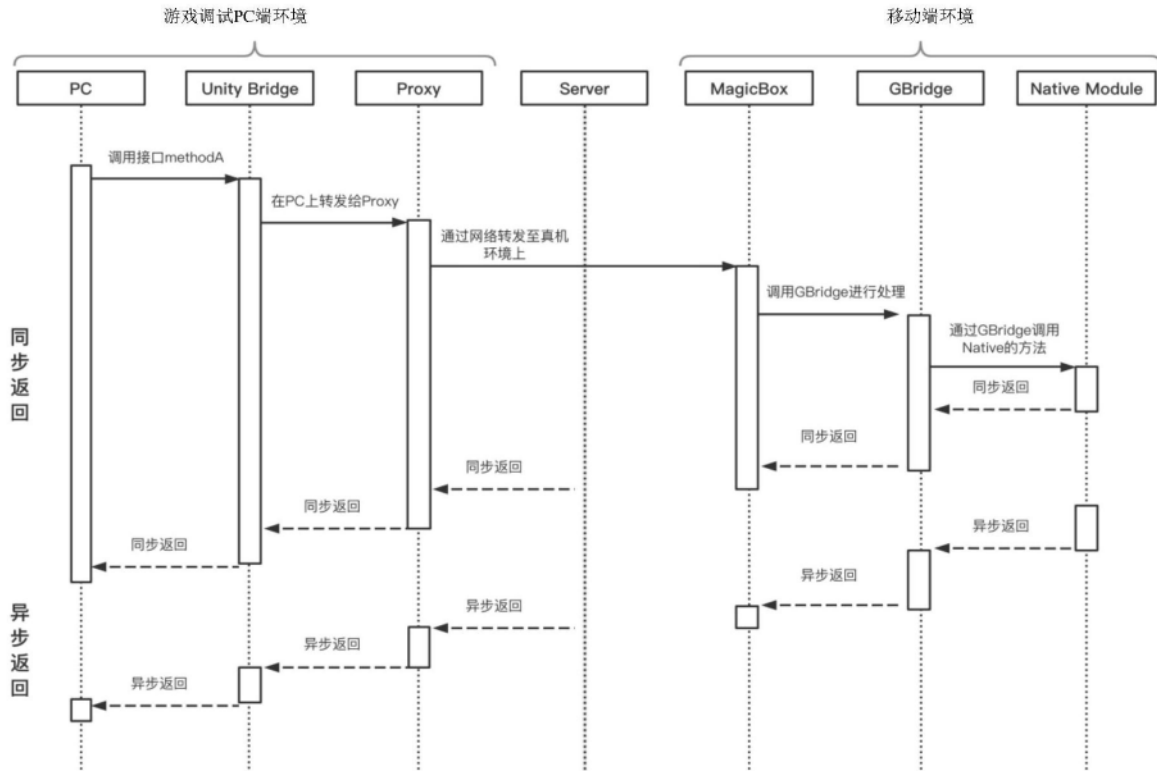 游戏调试PC端环境
移动端环境
PC
Unity Bridge
Proxy
Server
MagicBox
GBridge
Native Module
调用接口methodA
在PC上转发给Proxy
通过网络转发至真机
环境上
调用GBridge进行处理
通过GBridge调用
Native的方法
同步返回
同步返回
同步返回
同步返回
同步返回
同步返回
异步返回
异步返回
异步返回
异步返回
异步返回
异步返回